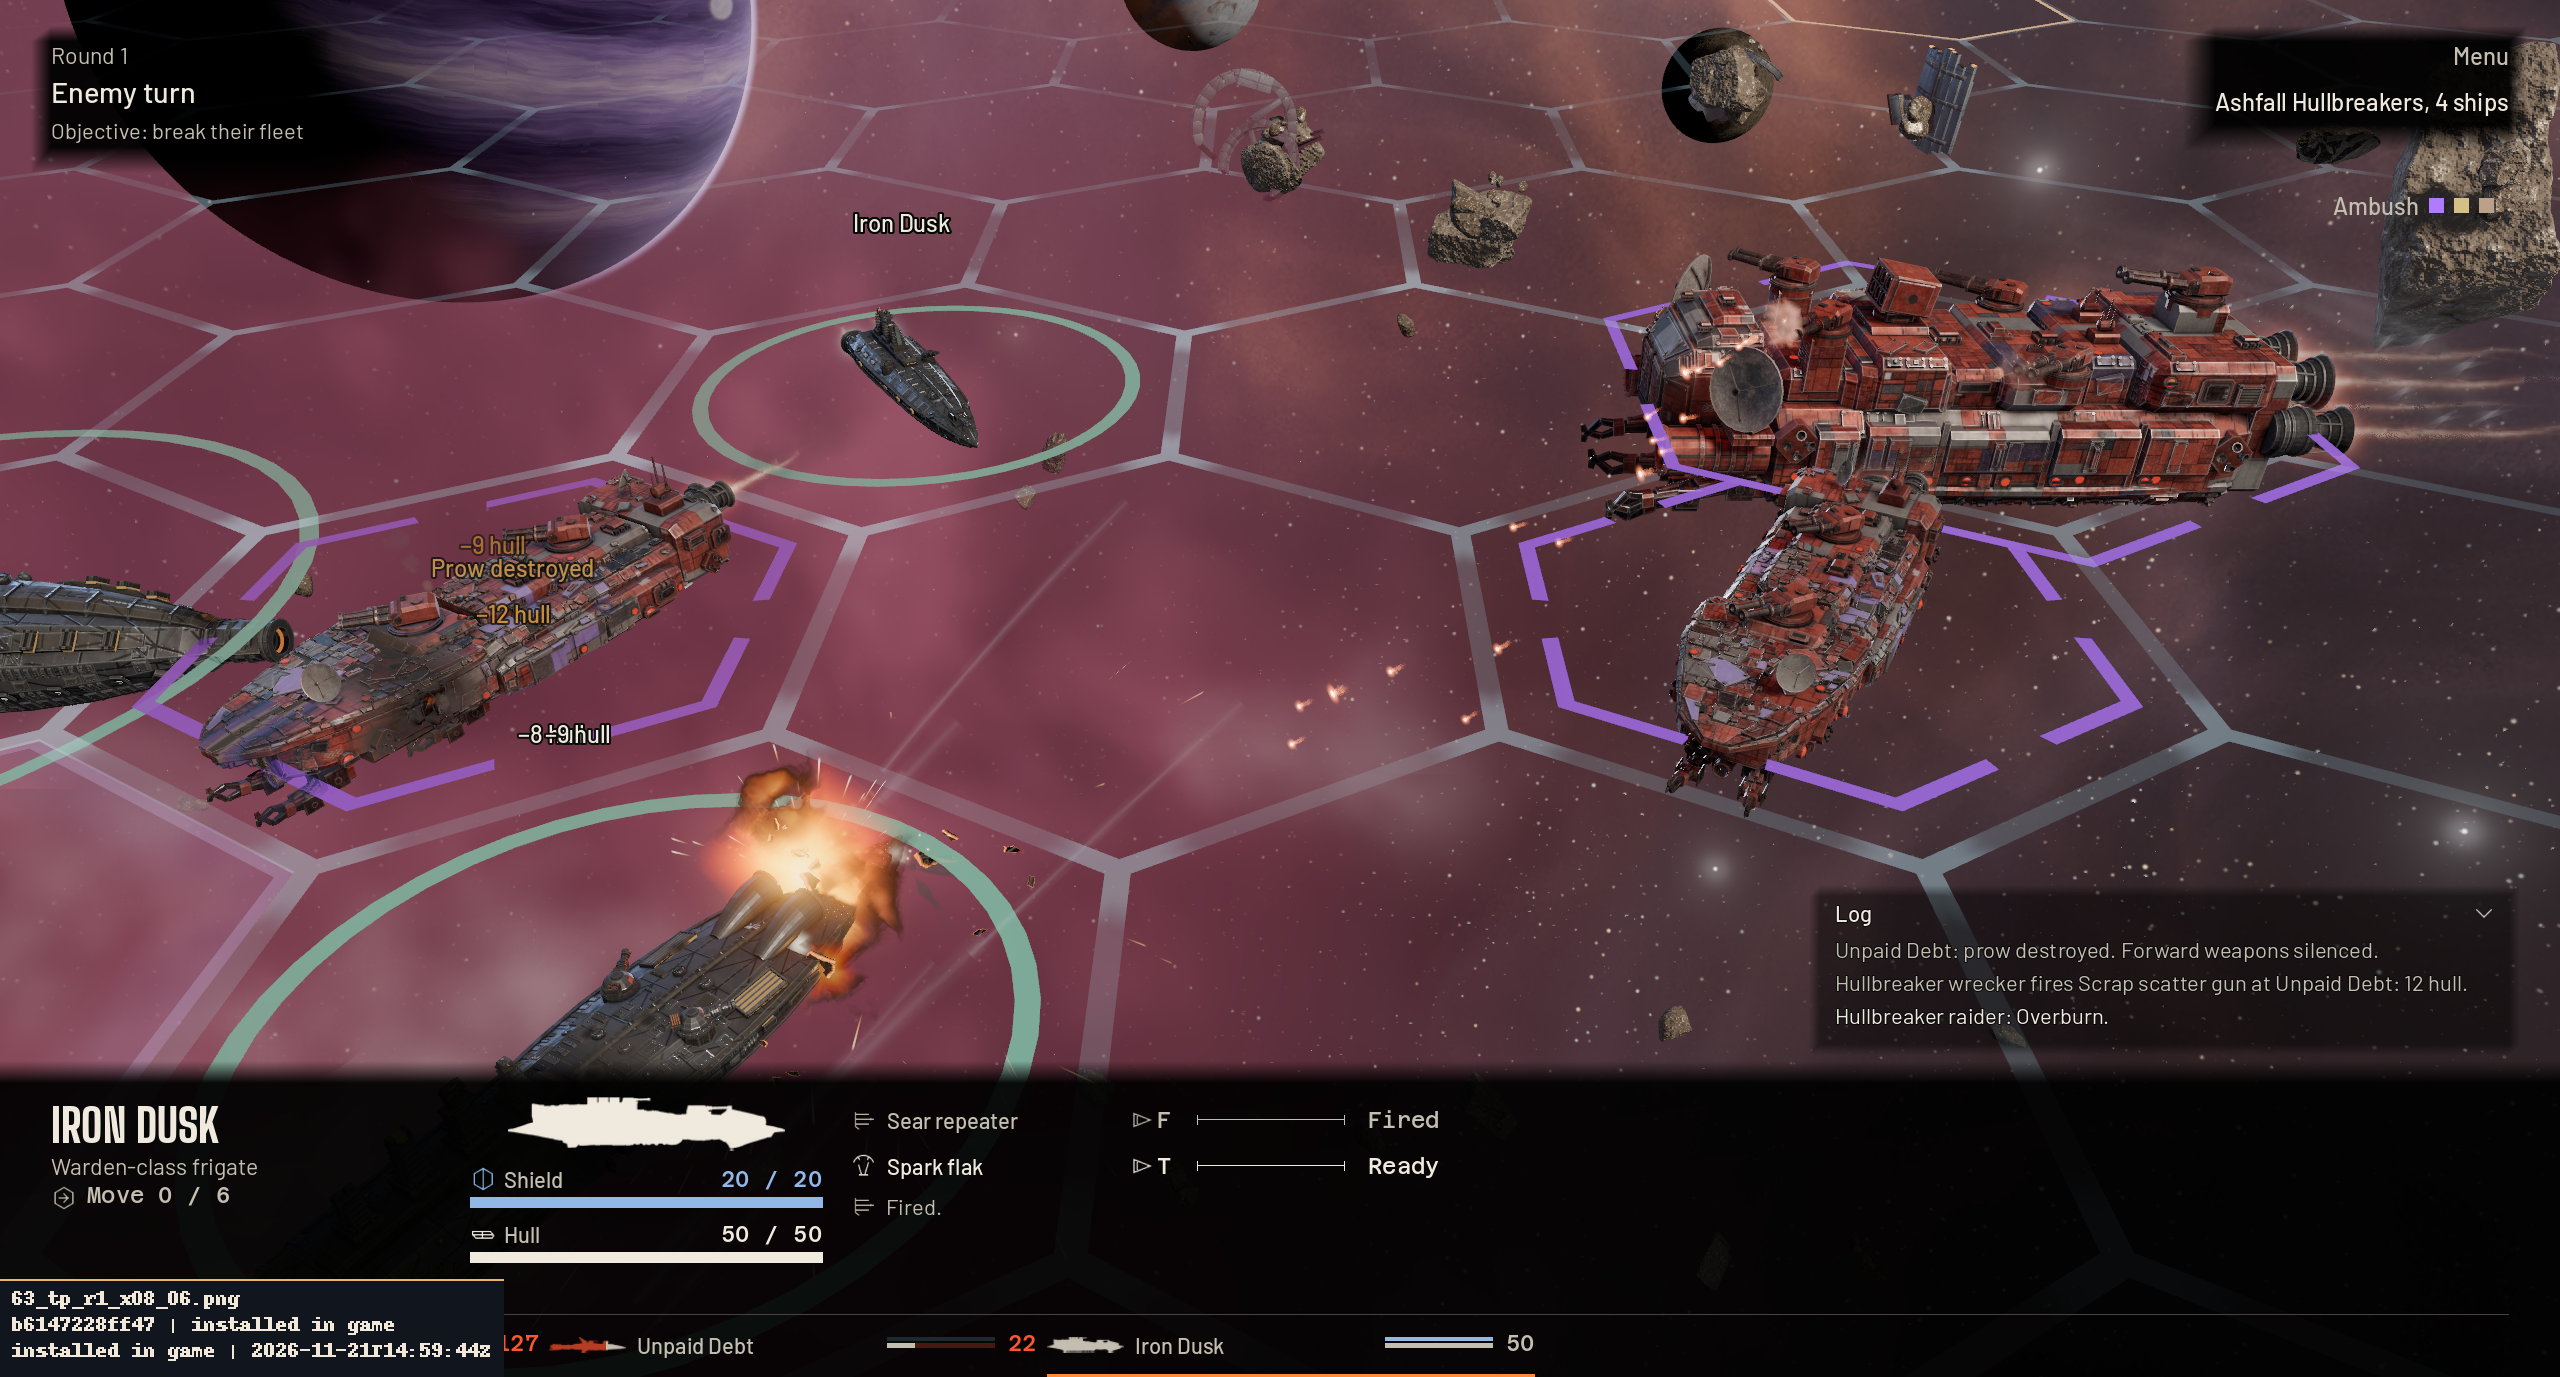 Round 1
Enemy turn
Objective: break their fleet
Menu
Ashfall Hullbreakers, 4 ships
Ambush
Iron Dusk
–9 hull
Prow destroyed
–12 hull
–9 hull
Log
Unpaid Debt: prow destroyed. Forward weapons silenced.
Hullbreaker wrecker fires Scrap scatter gun at Unpaid Debt: 12 hull.
Hullbreaker raider: Overburn.
IRON DUSK
Warden-class frigate
Move 0 / 6
Shield 20 / 20
Hull 50 / 50
Sear repeater F Fired
Spark flak T Ready
Fired.
63_tp_r1_x08_06.png
b6147228ff47 | installed in game
installed in game | 2026-11-21r14:59:44z
127 Unpaid Debt 22 Iron Dusk 50